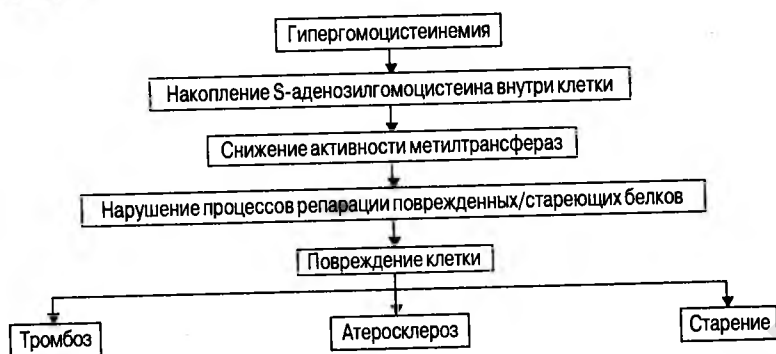 Гипергомоцистеинемия
Накопление S-аденозилгомоцистеина внутри клетки
Снижение активности метилтрансфераз
Нарушение процессов репарации поврежденных/стареющих белков
Повреждение клетки
Тромбоз
Атеросклероз
Старение